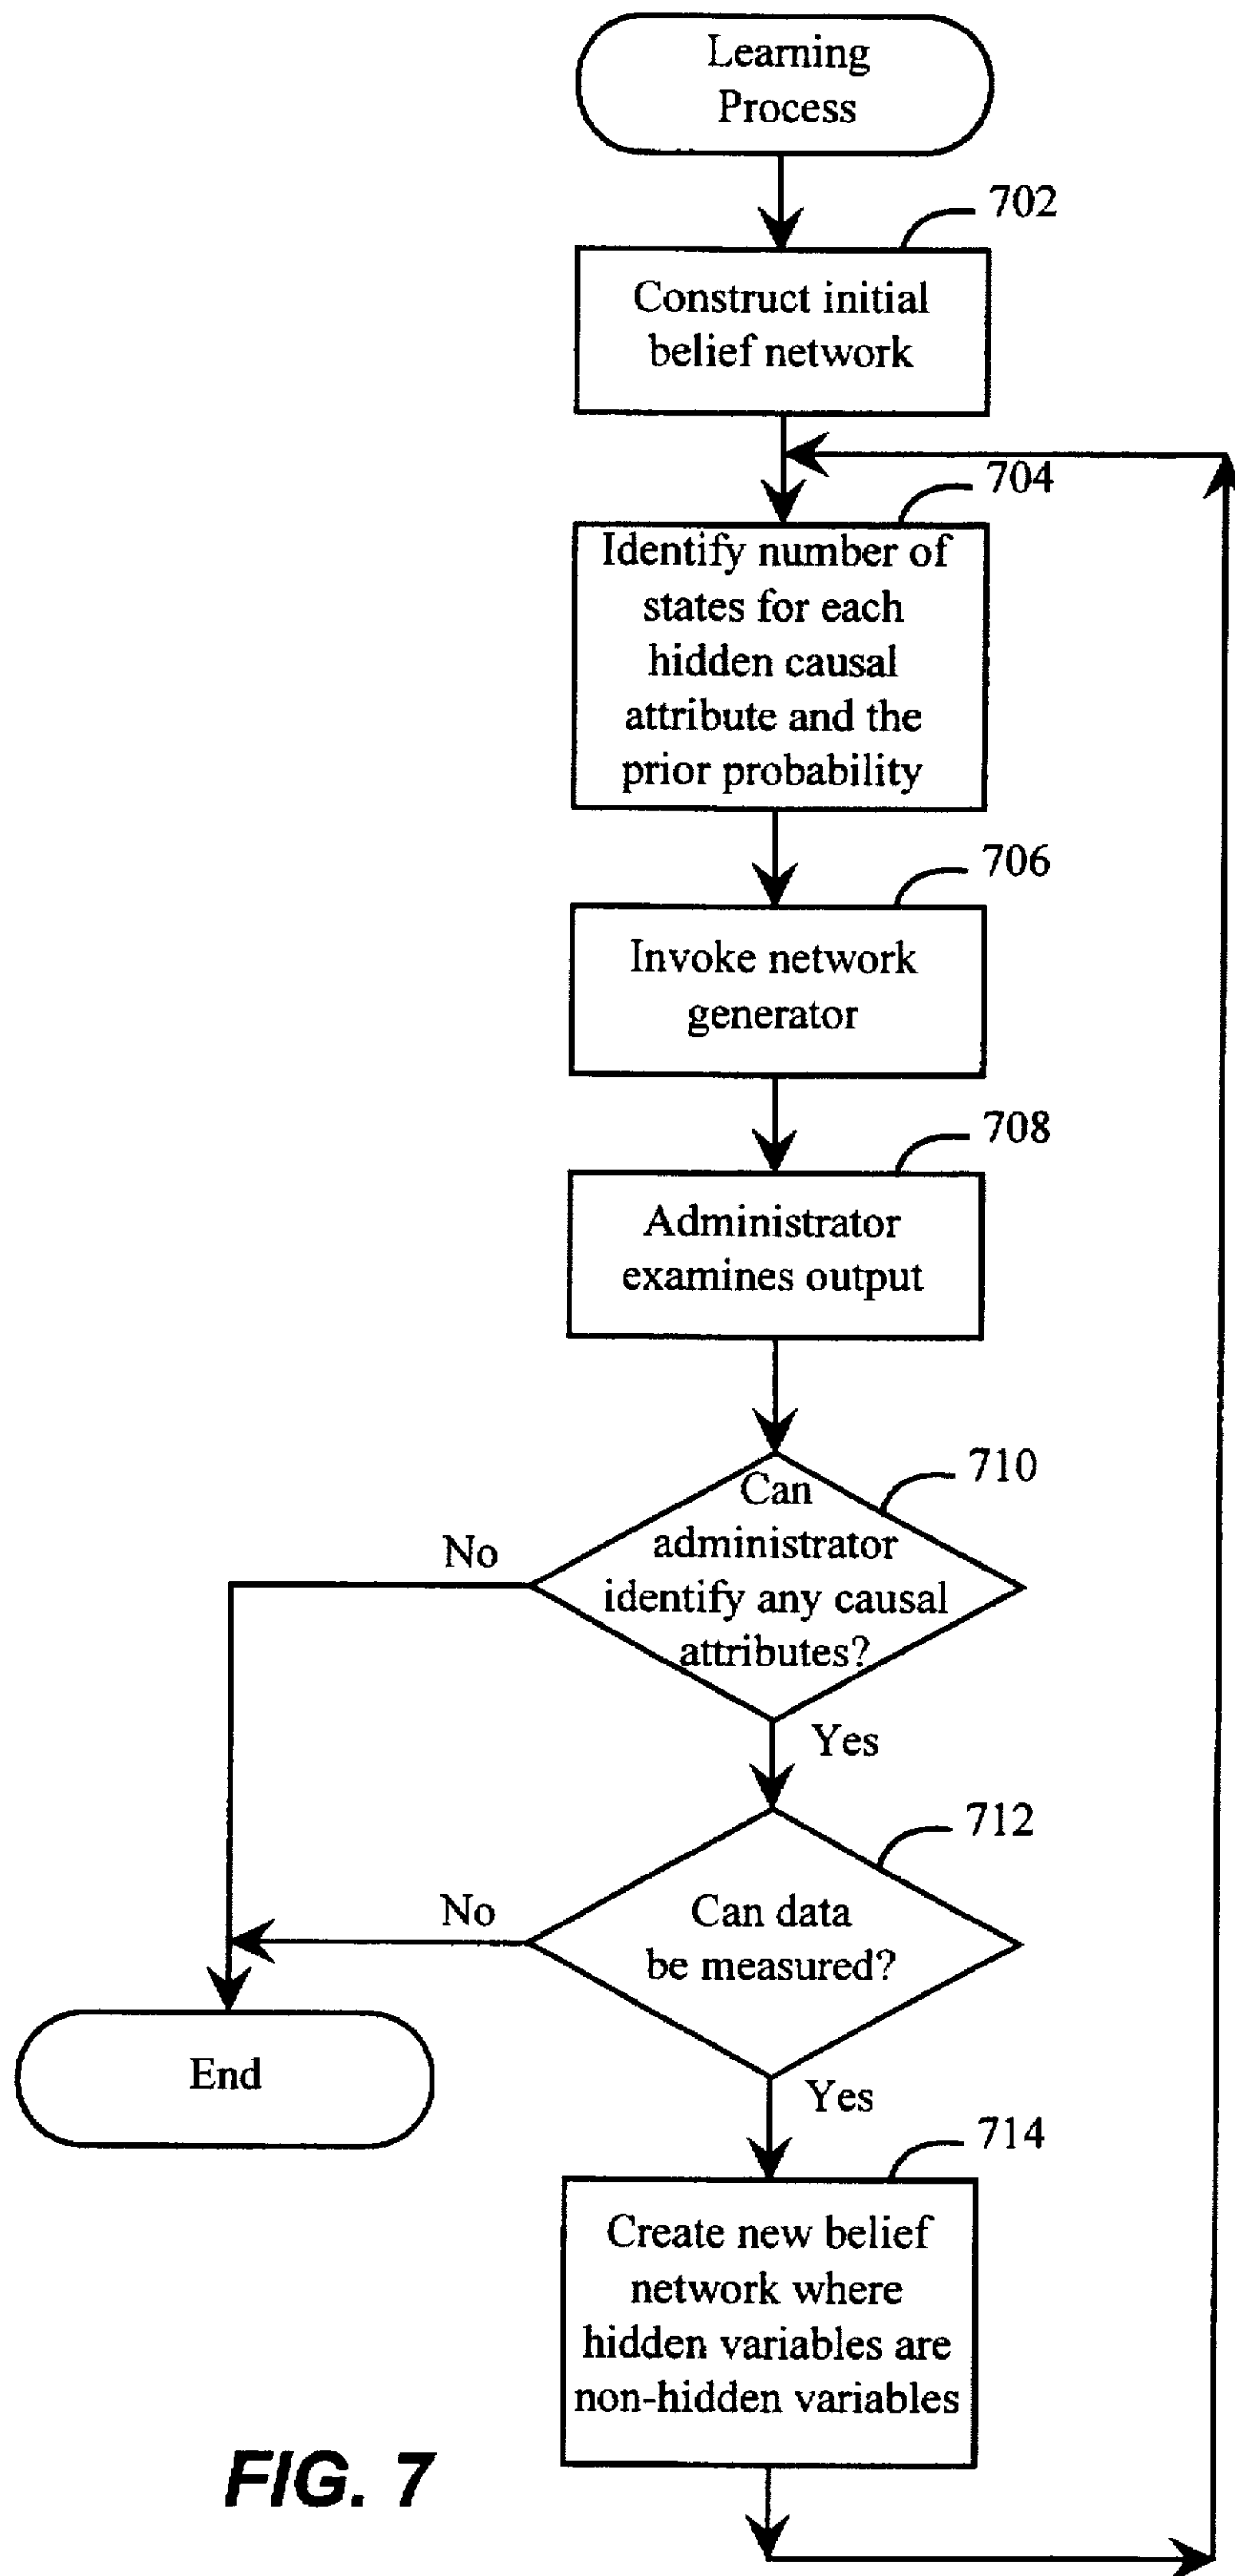 Learning
Process
702
Construct initial
belief network
704
Identify number of
states for each
hidden causal
attribute and the
prior probability
706
Invoke network
generator
708
Administrator
examines output
710
Can
administrator
identify any causal
attributes?
No
Yes
712
Can data
be measured?
No
Yes
End
714
Create new belief
network where
hidden variables are
non-hidden variables
FIG. 7